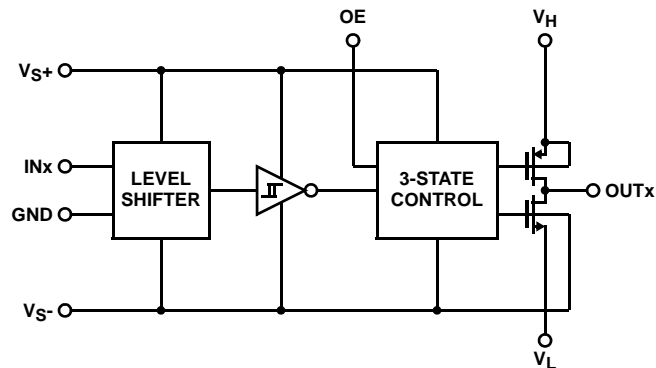 OE
VH
VS+
INx
LEVEL
SHIFTER
3-STATE
CONTROL
OUTx
GND
VS-
VL